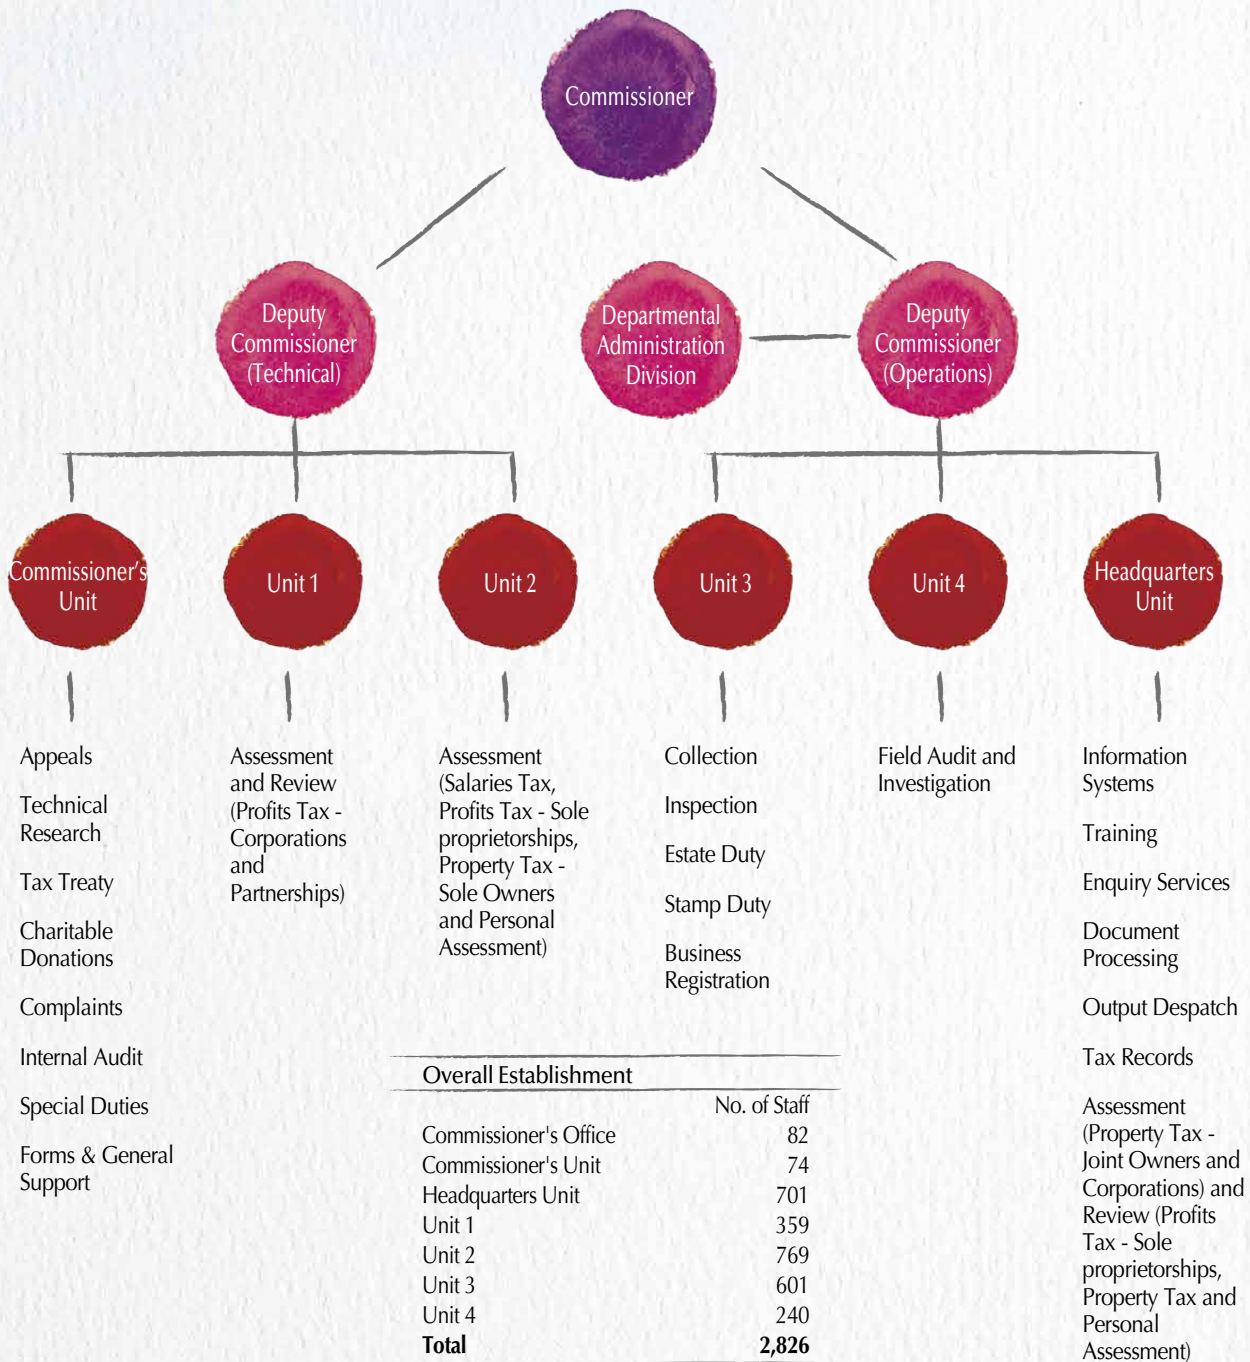 Commissioner
Deputy
Commissioner
(Technical)
Departmental
Administration
Division
Deputy
Commissioner
(Operations)
Commissioner's
Unit
Unit 1
Unit 2
Unit 3
Unit 4
Headquarters
Unit
Appeals
Technical
Research
Tax Treaty
Charitable
Donations
Complaints
Internal Audit
Special Duties
Forms & General
Support
Assessment
and Review
(Profits Tax -
Corporations
and
Partnerships)
Assessment
(Salaries Tax,
Profits Tax - Sole
proprietorships,
Property Tax -
Sole Owners
and Personal
Assessment)
Collection
Inspection
Estate Duty
Stamp Duty
Business
Registration
Field Audit and
Investigation
Information
Systems
Training
Enquiry Services
Document
Processing
Output Despatch
Tax Records
Assessment
(Property Tax -
Joint Owners and
Corporations) and
Review (Profits
Tax - Sole
proprietorships,
Property Tax and
Personal
Assessment)
Overall Establishment
No. of Staff
Commissioner's Office 82
Commissioner's Unit 74
Headquarters Unit 701
Unit 1 359
Unit 2 769
Unit 3 601
Unit 4 240
Total 2,826